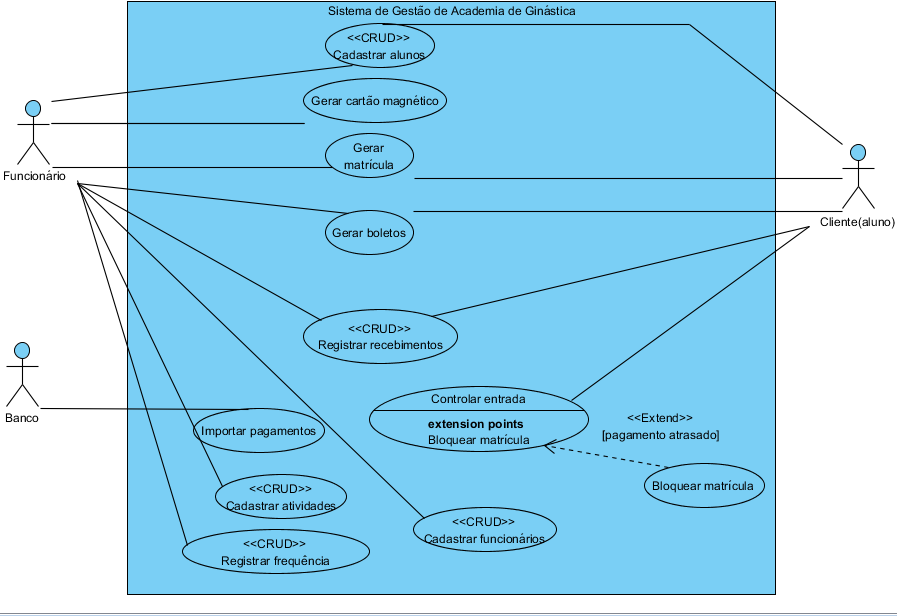 Sistema de Gestão de Academia de Ginástica
<<CRUD>>
Cadastrar alunos
Gerar cartão magnético
Gerar
matrícula
Funcionário
Cliente(aluno)
Gerar boletos
<<CRUD>>
Registrar recebimentos
Controlar entrada
extension points
Bloquear matrícula
<<Extend>>
[pagamento atrasado]
Banco
Importar pagamentos
Bloquear matrícula
<<CRUD>>
Cadastrar atividades
<<CRUD>>
Cadastrar funcionários
<<CRUD>>
Registrar frequência